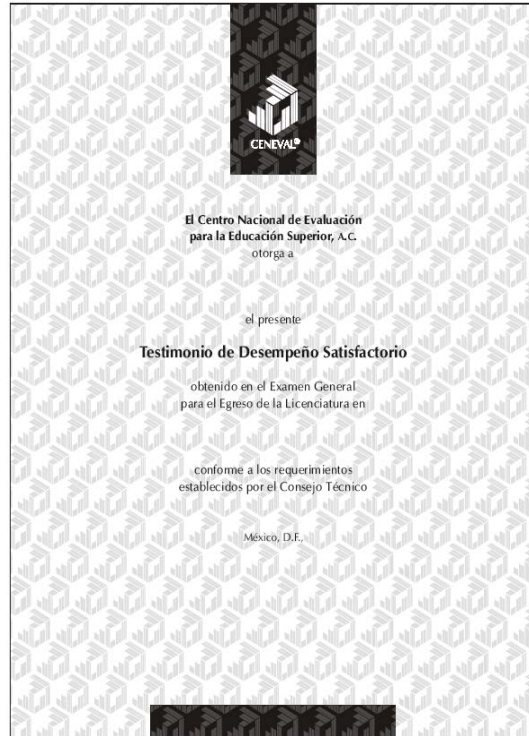 CENEVAL®
El Centro Nacional de Evaluación
para la Educación Superior, A.C.
otorga a
el presente
Testimonio de Desempeño Satisfactorio
obtenido en el Examen General
para el Egreso de la Licenciatura en
conforme a los requerimientos
establecidos por el Consejo Técnico
México, D.F.,